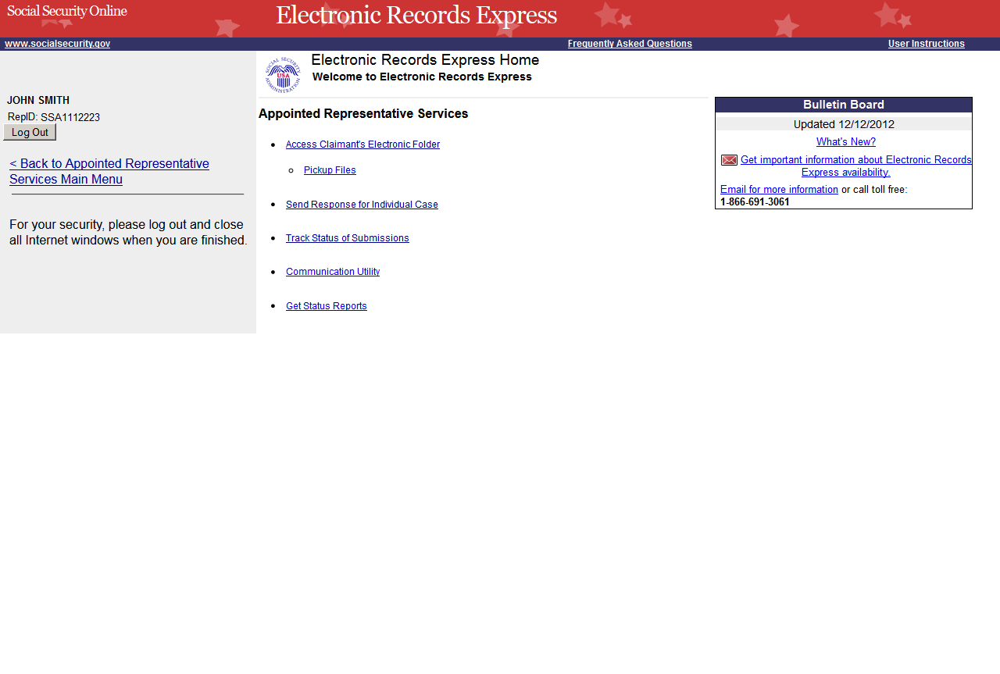 Social Security Online
Electronic Records Express
www.socialsecurity.gov
Frequently Asked Questions
User Instructions
SOCIAL SECURITY ADMINISTRATION
USA
Electronic Records Express Home
Welcome to Electronic Records Express
JOHN SMITH
RepID: SSA1112223
Log Out
< Back to Appointed Representative
Services Main Menu
For your security, please log out and close
all Internet windows when you are finished.
Appointed Representative Services
Access Claimant's Electronic Folder
Pickup Files
Send Response for Individual Case
Track Status of Submissions
Communication Utility
Get Status Reports
Bulletin Board
Updated 12/12/2012
What's New?
Get important information about Electronic Records
Express availability.
Email for more information or call toll free:
1-866-691-3061